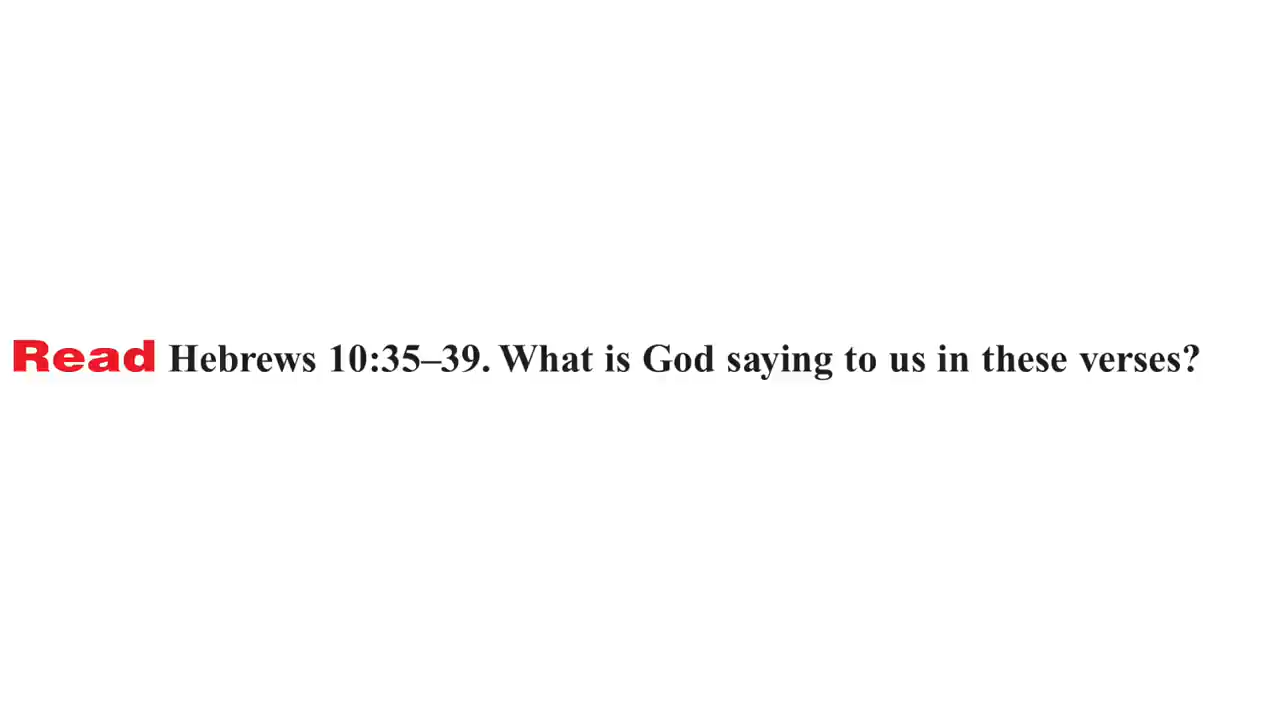 Read Hebrews 10:35–39. What is God saying to us in these verses?